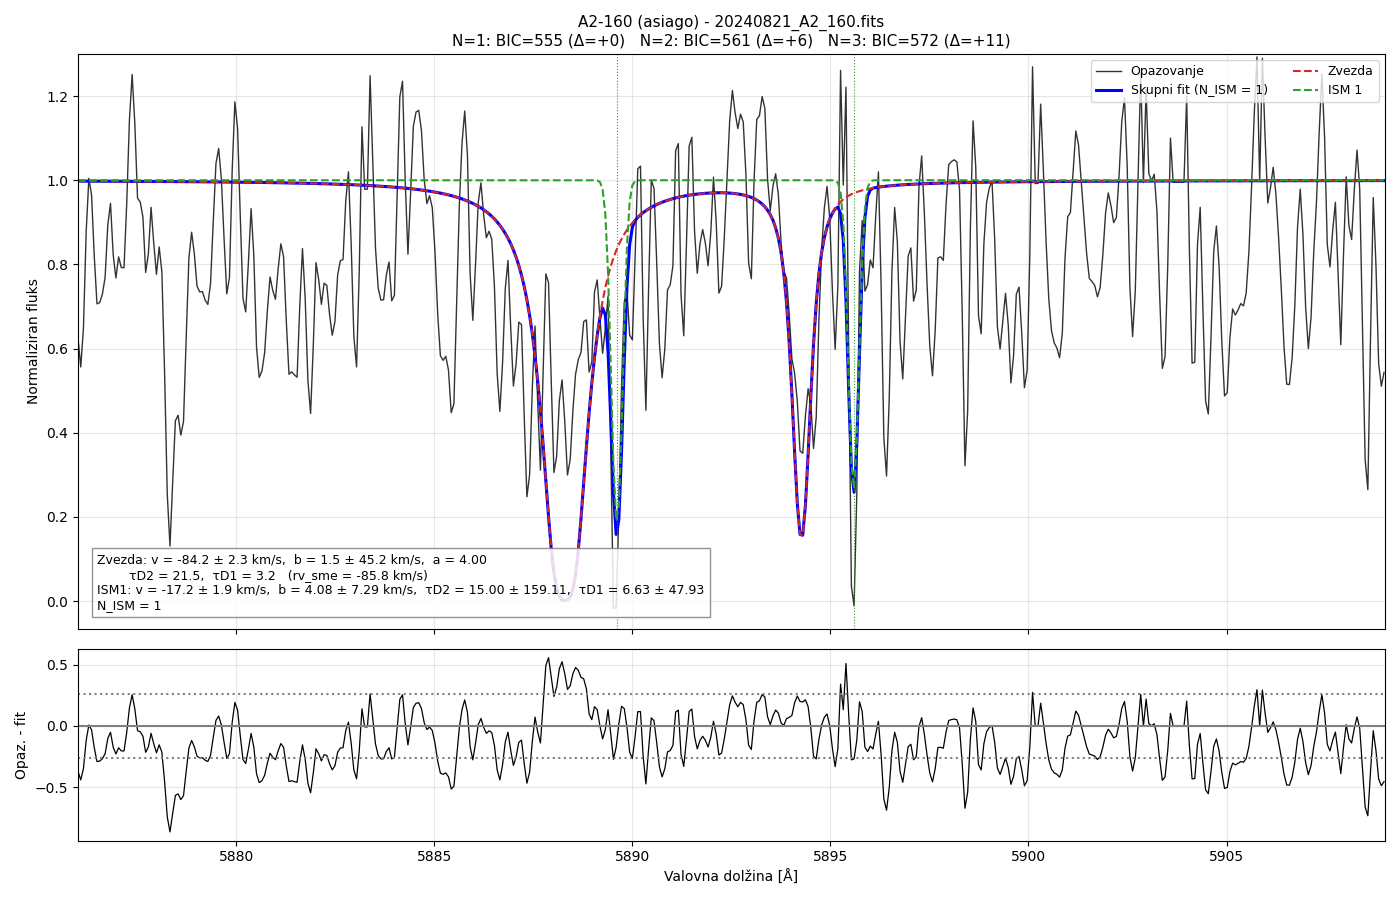 A2-160 (asiago) - 20240821_A2_160.fits
N=1: BIC=555 (Δ=+0)   N=2: BIC=561 (Δ=+6)   N=3: BIC=572 (Δ=+11)
Opazovanje
Skupni fit (N_ISM = 1)
Zvezda
ISM 1
Normaliziran fluks
1.2
1.0
0.8
0.6
0.4
0.2
0.0
Zvezda: v = -84.2 ± 2.3 km/s,  b = 1.5 ± 45.2 km/s,  a = 4.00
τD2 = 21.5,  τD1 = 3.2   (rv_sme = -85.8 km/s)
ISM1: v = -17.2 ± 1.9 km/s,  b = 4.08 ± 7.29 km/s,  τD2 = 15.00 ± 159.11,  τD1 = 6.63 ± 47.93
N_ISM = 1
Opaz. - fit
0.5
0.0
−0.5
5880
5885
5890
5895
5900
5905
Valovna dolžina [Å]